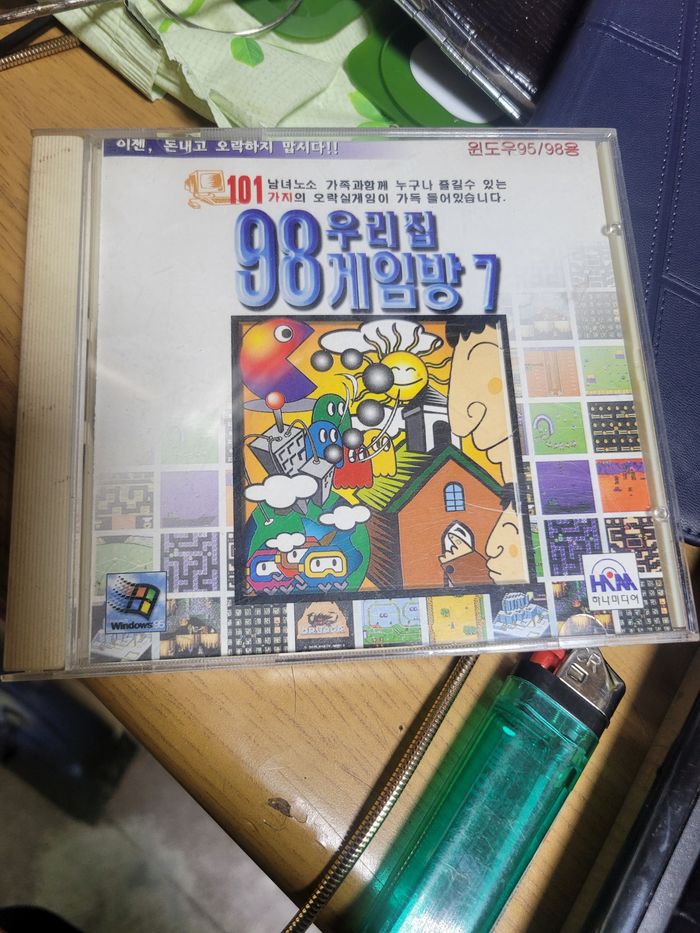 이젠, 돈내고 오락하지 맙시다!!
윈도우95/98용
101 남녀노소 가족과함께 누구나 즐길수 있는
가지의 오락실게임이 가득 들어있습니다.
98 우리집
게임방 7
Windows 95
HM
하나미디어